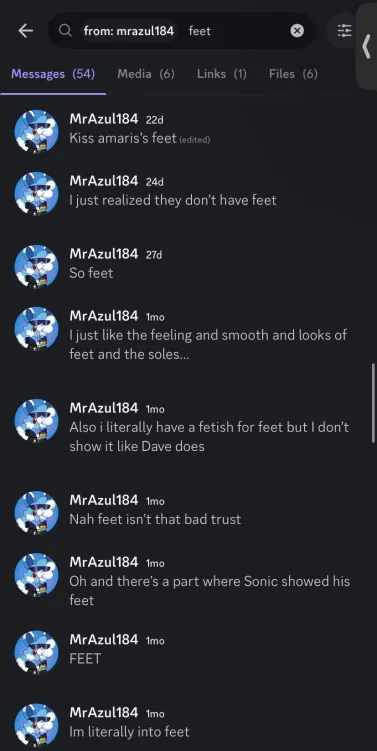 from: mrazul184 feet
Messages (54) Media (6) Links (1) Files (6)
MrAzul184 22d
Kiss amaris's feet (edited)
MrAzul184 24d
I just realized they don't have feet
MrAzul184 27d
So feet
MrAzul184 1mo
I just like the feeling and smooth and looks of
feet and the soles...
MrAzul184 1mo
Also i literally have a fetish for feet but I don't
show it like Dave does
MrAzul184 1mo
Nah feet isn't that bad trust
MrAzul184 1mo
Oh and there's a part where Sonic showed his
feet
MrAzul184 1mo
FEET
MrAzul184 1mo
Im literally into feet